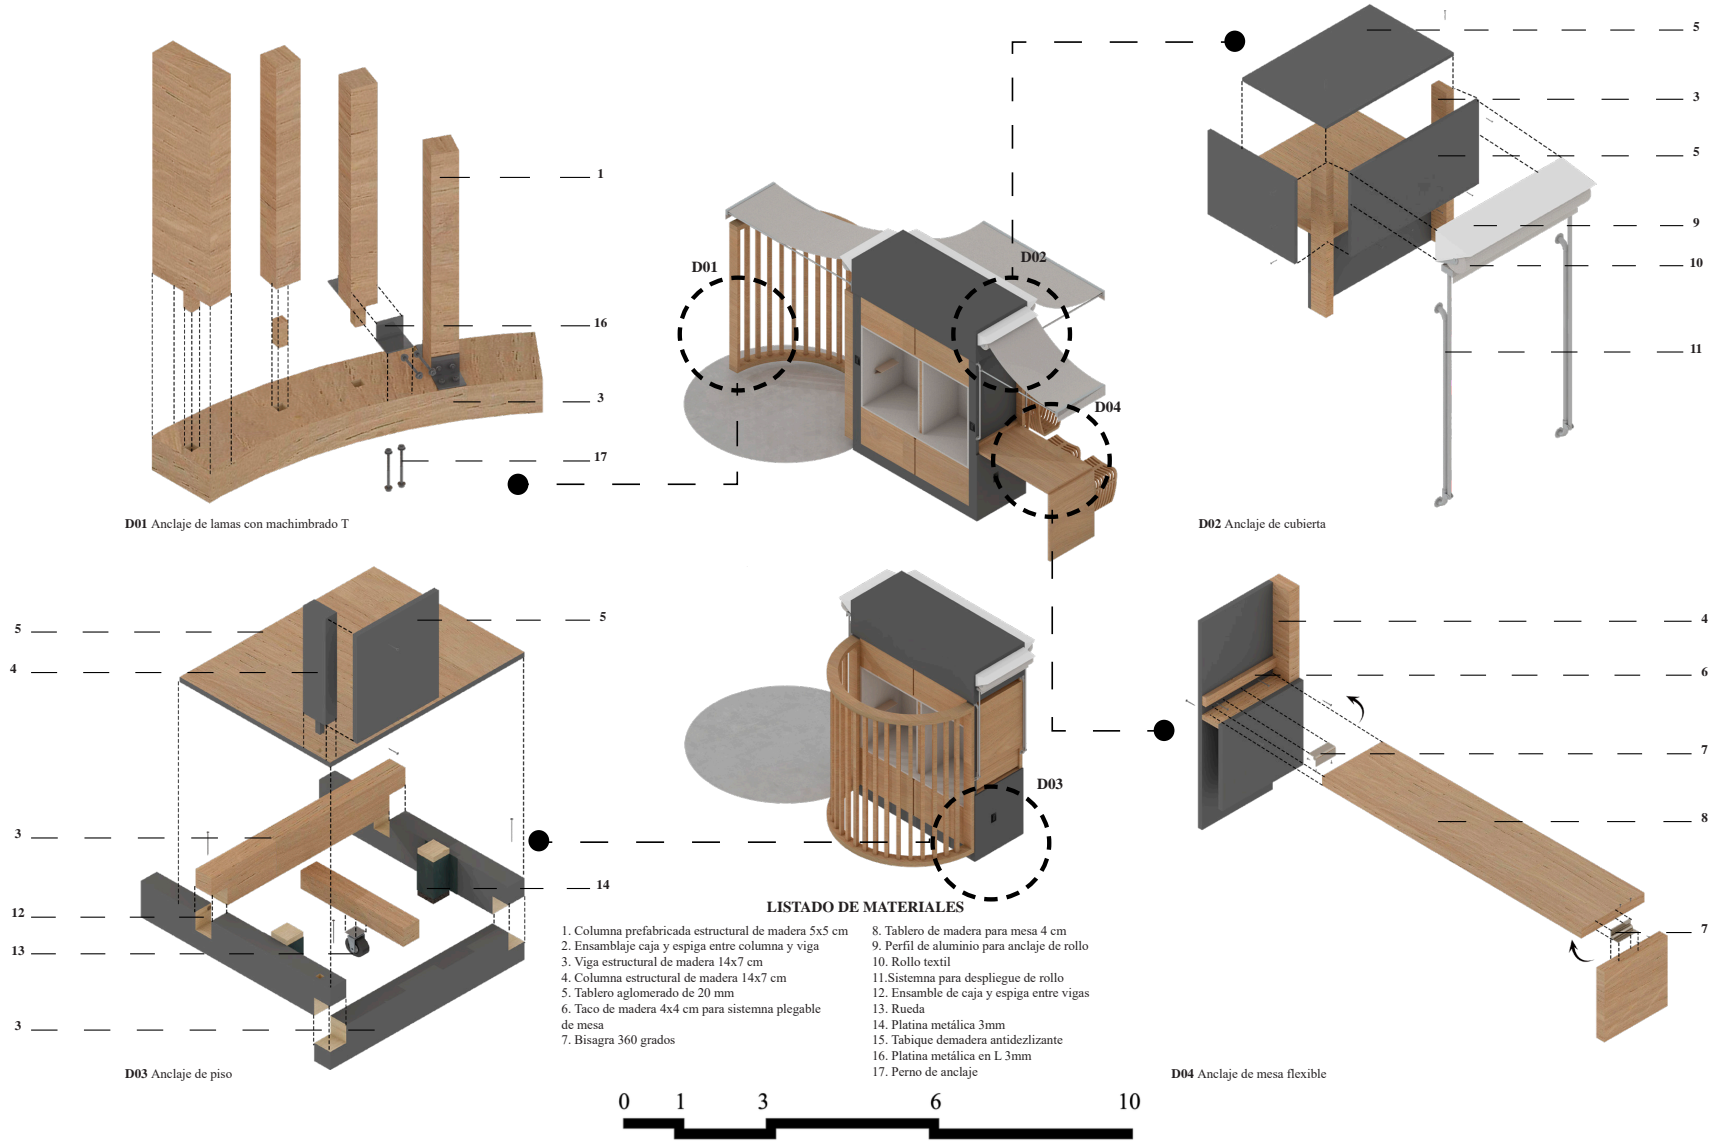 5
3
5
9
10
11
1
16
3
17
D01
D02
D04
D01 Anclaje de lamas con machimbrado T
D02 Anclaje de cubierta
5
4
5
3
12
13
3
14
D03
4
6
7
8
7
LISTADO DE MATERIALES
1. Columna prefabricada estructural de madera 5x5 cm
2. Ensamblaje caja y espiga entre columna y viga
3. Viga estructural de madera 14x7 cm
4. Columna estructural de madera 14x7 cm
5. Tablero aglomerado de 20 mm
6. Taco de madera 4x4 cm para sistemna plegable
de mesa
7. Bisagra 360 grados
8. Tablero de madera para mesa 4 cm
9. Perfil de aluminio para anclaje de rollo
10. Rollo textil
11.Sistemna para despliegue de rollo
12. Ensamble de caja y espiga entre vigas
13. Rueda
14. Platina metálica 3mm
15. Tabique demadera antidezlizante
16. Platina metálica en L 3mm
17. Perno de anclaje
D03 Anclaje de piso
D04 Anclaje de mesa flexible
0 1 3 6 10